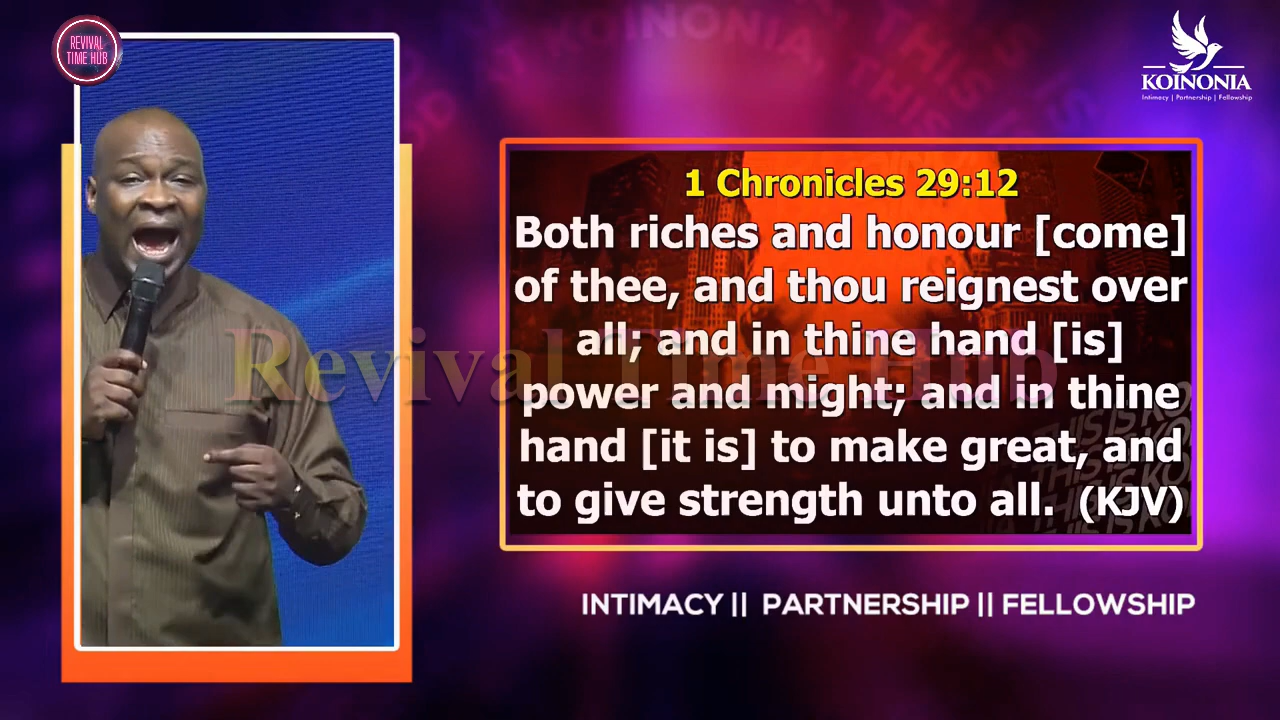 REVIVAL
TIME HUB
KOINONIA
KOINONIA
Intimacy | Partnership | Fellowship
1 Chronicles 29:12
Both riches and honour [come]
of thee, and thou reignest over
all; and in thine hand [is]
power and might; and in thine
hand [it is] to make great, and
to give strength unto all. (KJV)
Revival Time Hub
INTIMACY || PARTNERSHIP || FELLOWSHIP